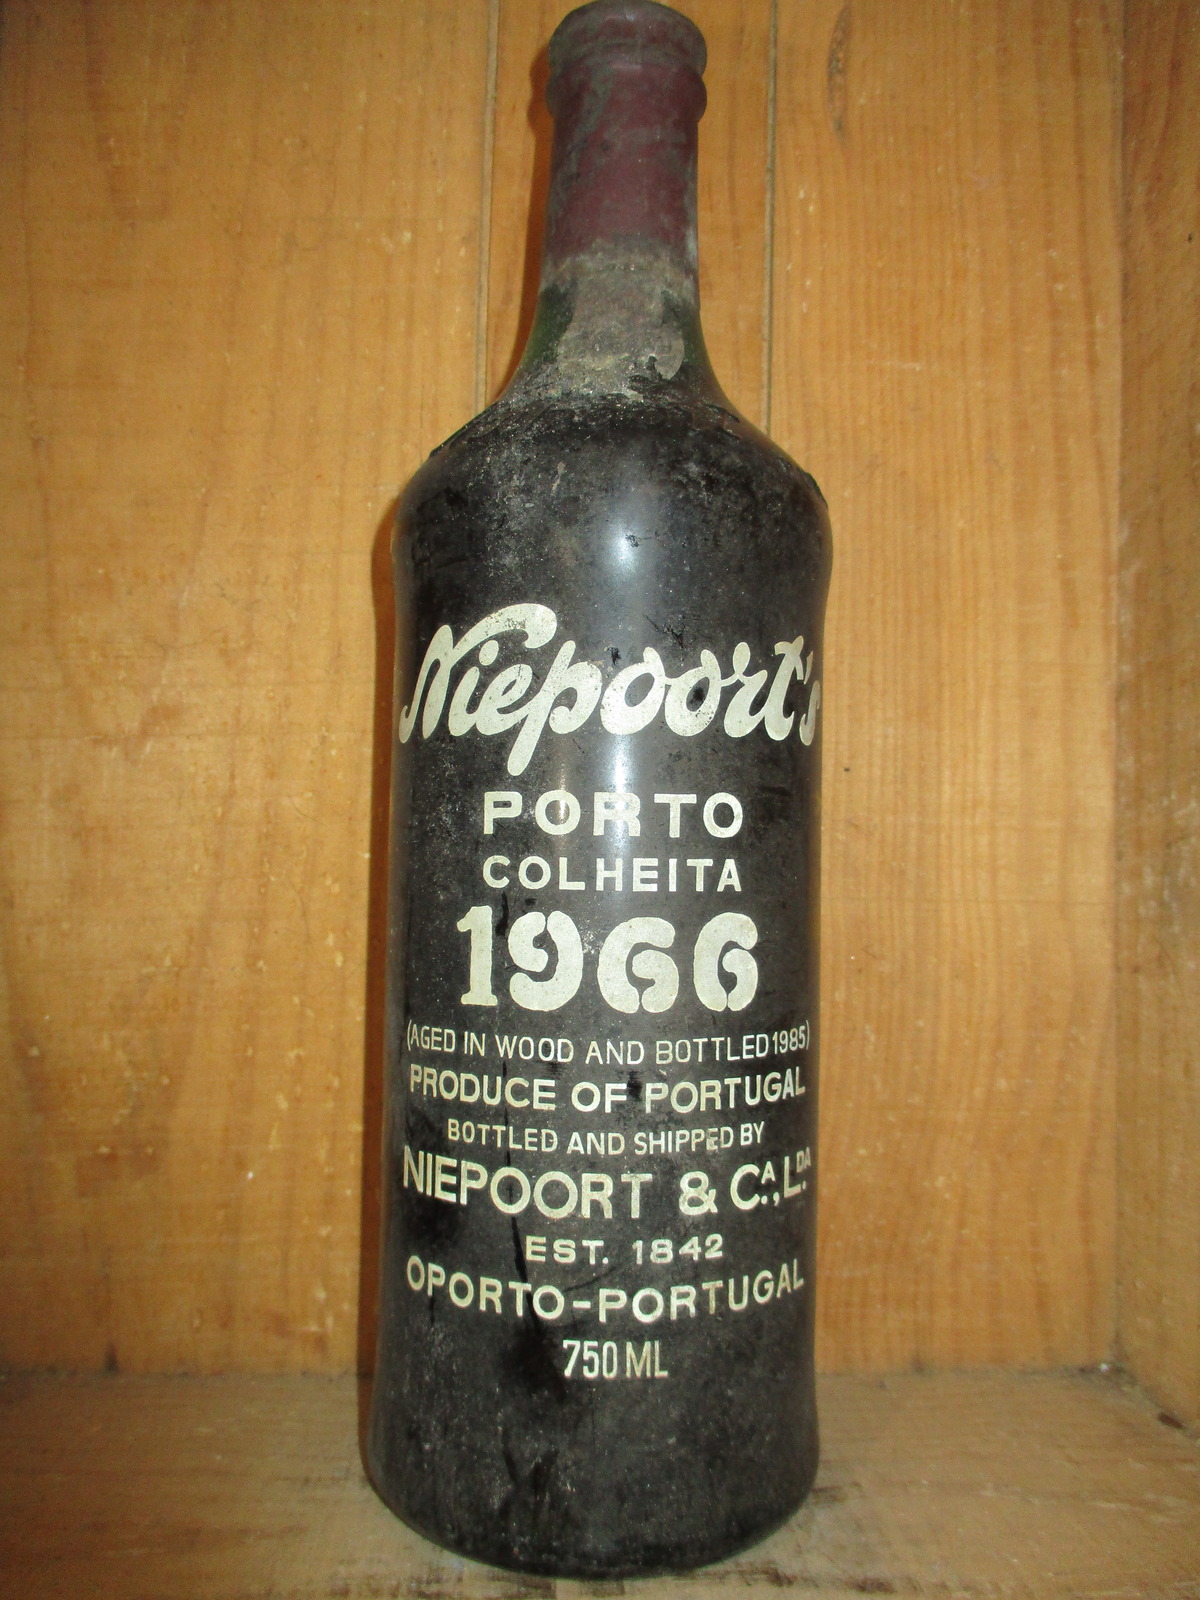 Niepoort's
PORTO
COLHEITA
1966
(AGED IN WOOD AND BOTTLED 1985)
PRODUCE OF PORTUGAL
BOTTLED AND SHIPPED BY
NIEPOORT & Cᴬ., Lᴰᴬ.
EST. 1842
OPORTO-PORTUGAL
750 ML